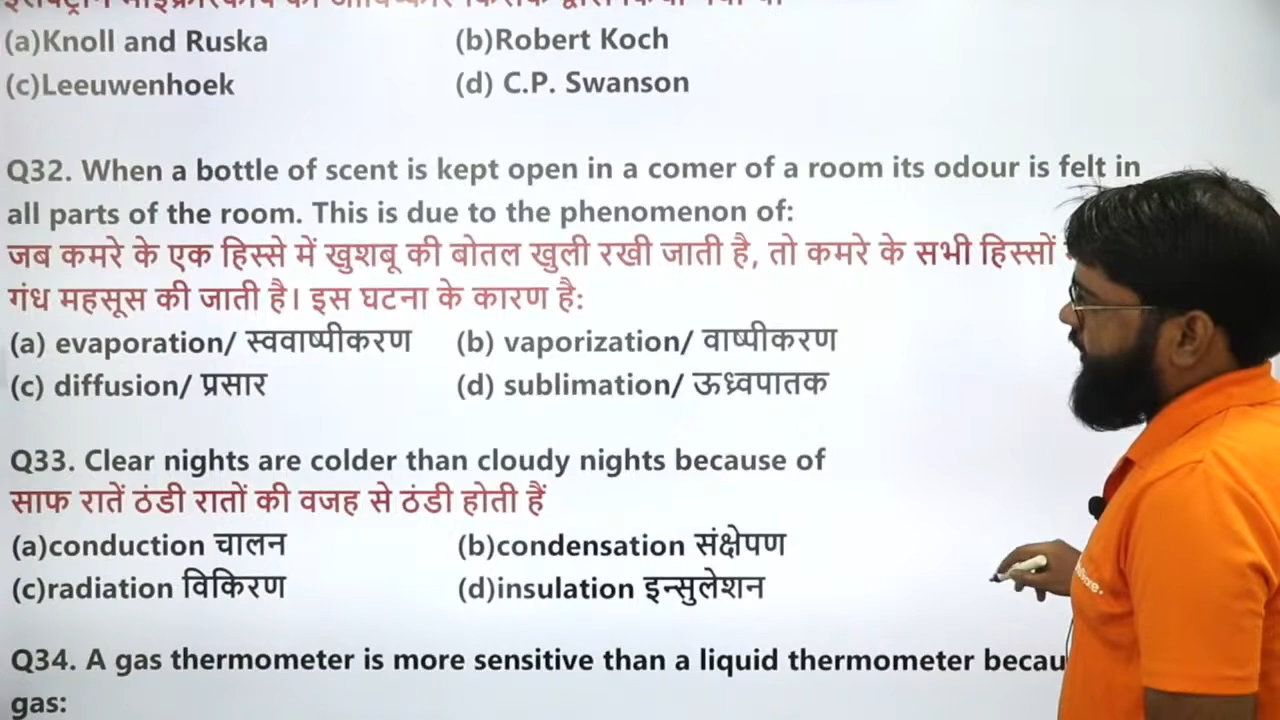 (a)Knoll and Ruska (b)Robert Koch
(c)Leeuwenhoek (d) C.P. Swanson
Q32. When a bottle of scent is kept open in a comer of a room its odour is felt in
all parts of the room. This is due to the phenomenon of:
जब कमरे के एक हिस्से में खुशबू की बोतल खुली रखी जाती है, तो कमरे के सभी हिस्सों
गंध महसूस की जाती है। इस घटना के कारण है:
(a) evaporation/ स्ववाष्पीकरण (b) vaporization/ वाष्पीकरण
(c) diffusion/ प्रसार (d) sublimation/ ऊध्र्वपातक
Q33. Clear nights are colder than cloudy nights because of
साफ रातें ठंडी रातों की वजह से ठंडी होती हैं
(a)conduction चालन (b)condensation संक्षेपण
(c)radiation विकिरण (d)insulation इन्सुलेशन
Q34. A gas thermometer is more sensitive than a liquid thermometer
gas: